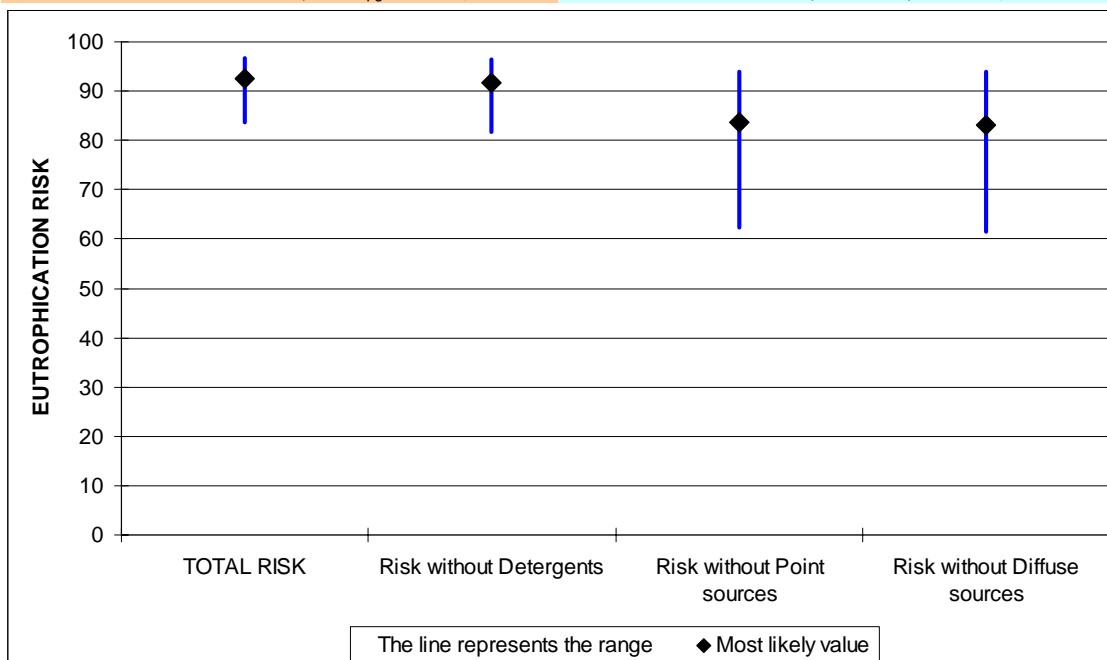 100
90
80
70
60
50
40
30
20
10
0
EUTROPHICATION RISK
TOTAL RISK
Risk without Detergents
Risk without Point
sources
Risk without Diffuse
sources
The line represents the range
Most likely value